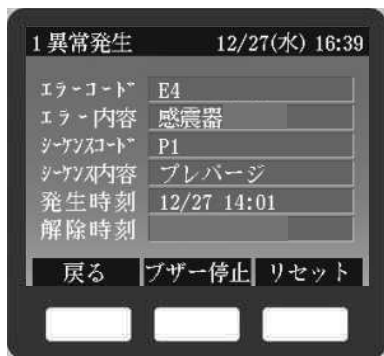 1 異常発生 12/27(水) 16:39
エラーコード E4
エラー内容 感震器
シーケンスコード P1
シーケンス内容 プレパージ
発生時刻 12/27 14:01
解除時刻
戻る ブザー停止 リセット